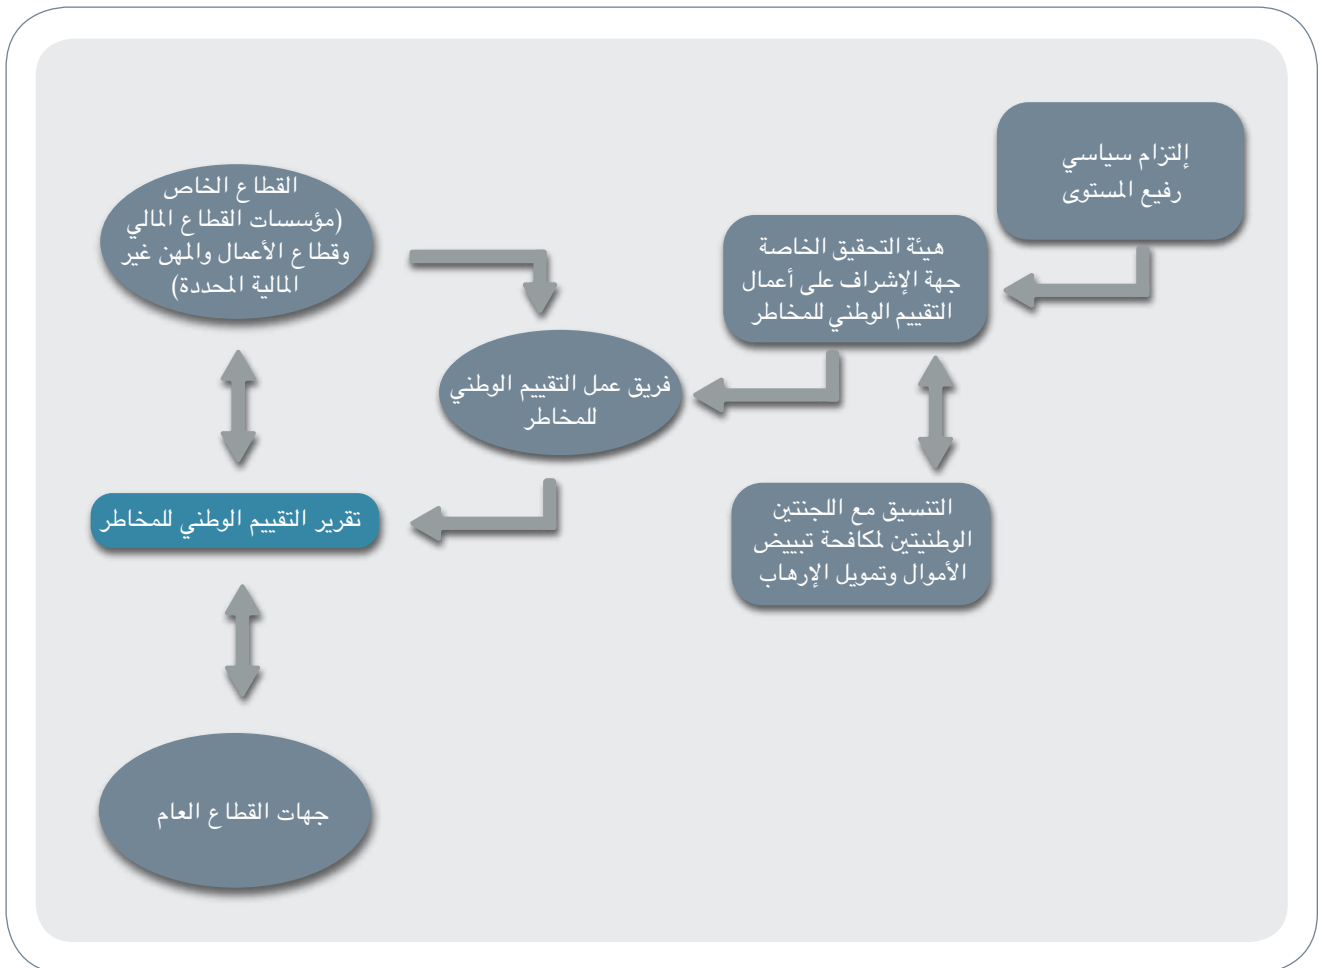 إلتزام سياسي
رفيع المستوى
هيئة التحقيق الخاصة
جهة الإشراف على أعمال
التقييم الوطني للمخاطر
التنسيق مع اللجنتين
الوطنيتين لمكافحة تبييض
الأموال وتمويل الإرهاب
فريق عمل التقييم الوطني
للمخاطر
القطاع الخاص
(مؤسسات القطاع المالي
وقطاع الأعمال والمهن غير
المالية المحددة)
تقرير التقييم الوطني للمخاطر
جهات القطاع العام